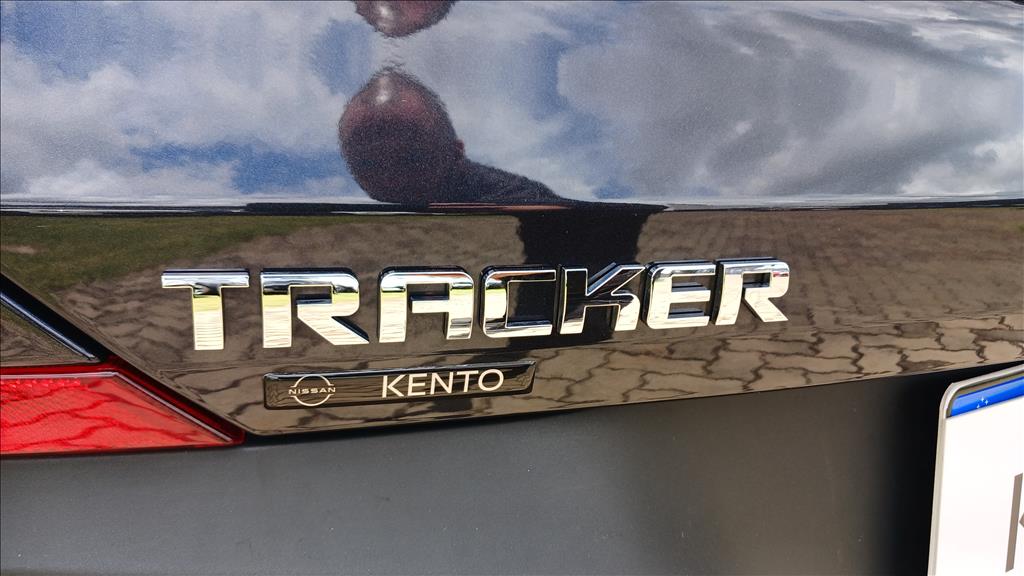 TRACKER
NISSAN KENTO